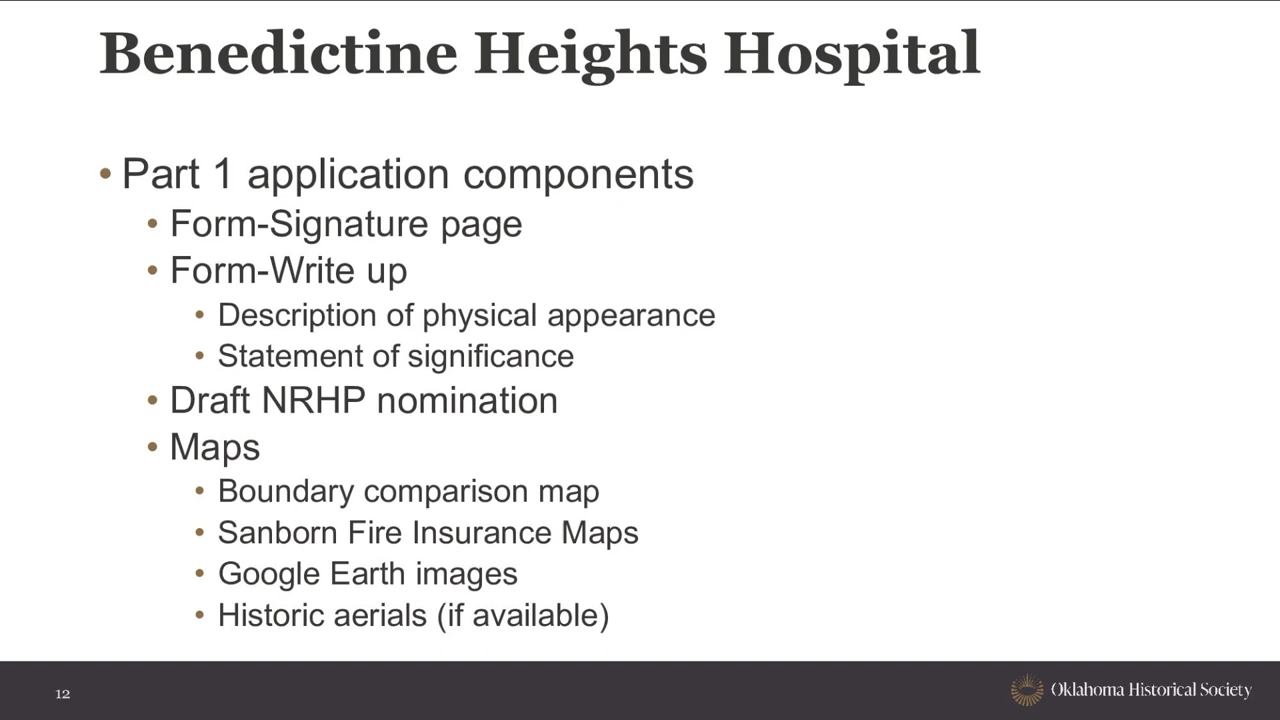 Benedictine Heights Hospital
• Part 1 application components
• Form-Signature page
• Form-Write up
• Description of physical appearance
• Statement of significance
• Draft NRHP nomination
• Maps
• Boundary comparison map
• Sanborn Fire Insurance Maps
• Google Earth images
• Historic aerials (if available)
12
Oklahoma Historical Society